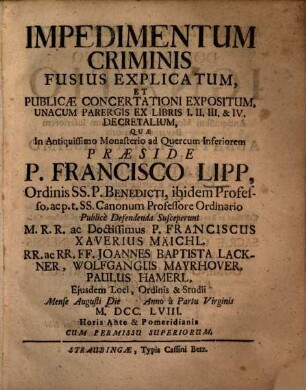 IMPEDIMENTUM
CRIMINIS
FUSIUS EXPLICATUM,
ET
PUBLICÆ CONCERTATIONI EXPOSITUM,
UNACUM PARERGIS EX LIBRIS I. II. III. & IV.
DECRETALIUM,
QUÆ
In Antiquissimo Monasterio ad Quercum Inferiorem
PRÆSIDE
P. FRANCISCO LIPP,
Ordinis SS. P. BENEDICTI, ibidem Profes-
so, ac p. t. SS. Canonum Professore Ordinario
Publicè Defendenda Susceperunt
M. R. R. ac Doctissimus P. FRANCISCUS
XAVERIUS MÄICHL,
RR. ac RR. FF. JOANNES BAPTISTA LACK-
NER, WOLFGANGUS MAYRHOVER,
PAULUS HAMERL,
Ejusdem Loci, Ordinis & Studii
Mense Augusti Die Anno à Partu Virginis
M. DCC. LVIII.
Horis Ante & Pomeridianis
CUM PERMISSU SUPERIORUM.
STRAUBINGÆ, Typis Cassini Betz.